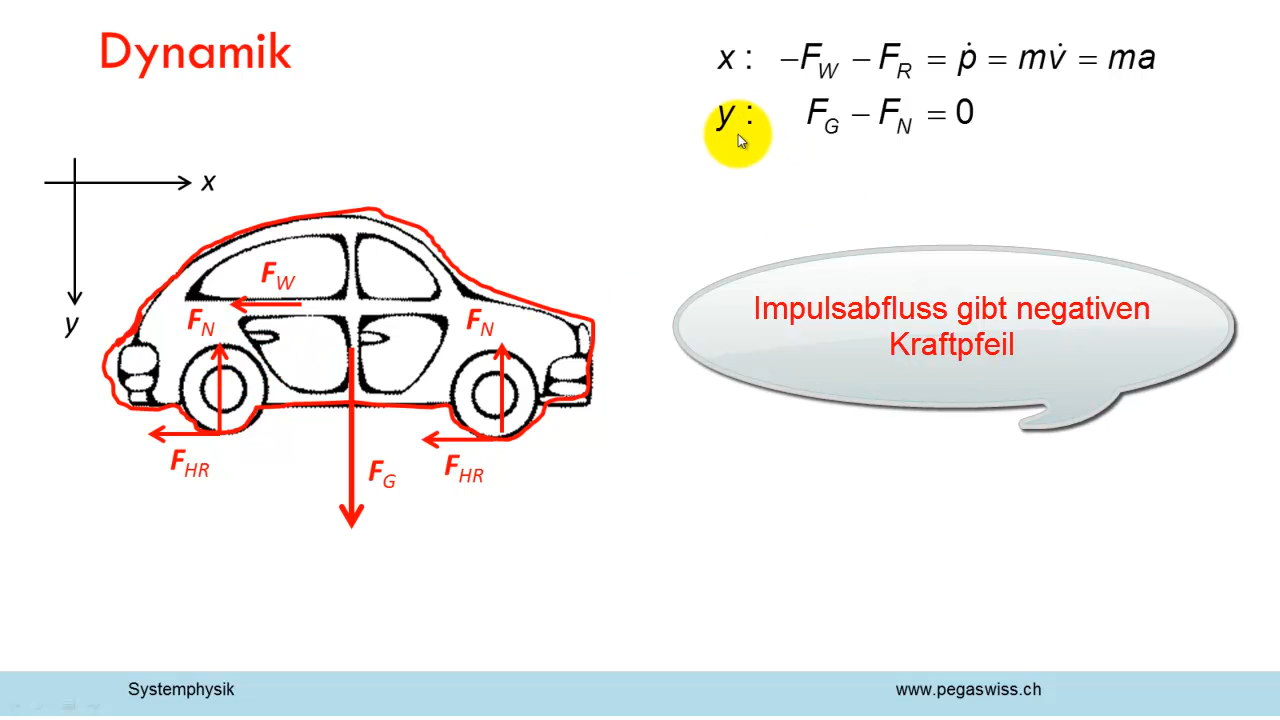 Dynamik
x : −F_W − F_R = ṗ = mv̇ = ma
y : F_G − F_N = 0
x
y
F_W
F_N
F_N
Impulsabfluss gibt negativen
Kraftpfeil
F_HR
F_G
F_HR
Systemphysik
www.pegaswiss.ch